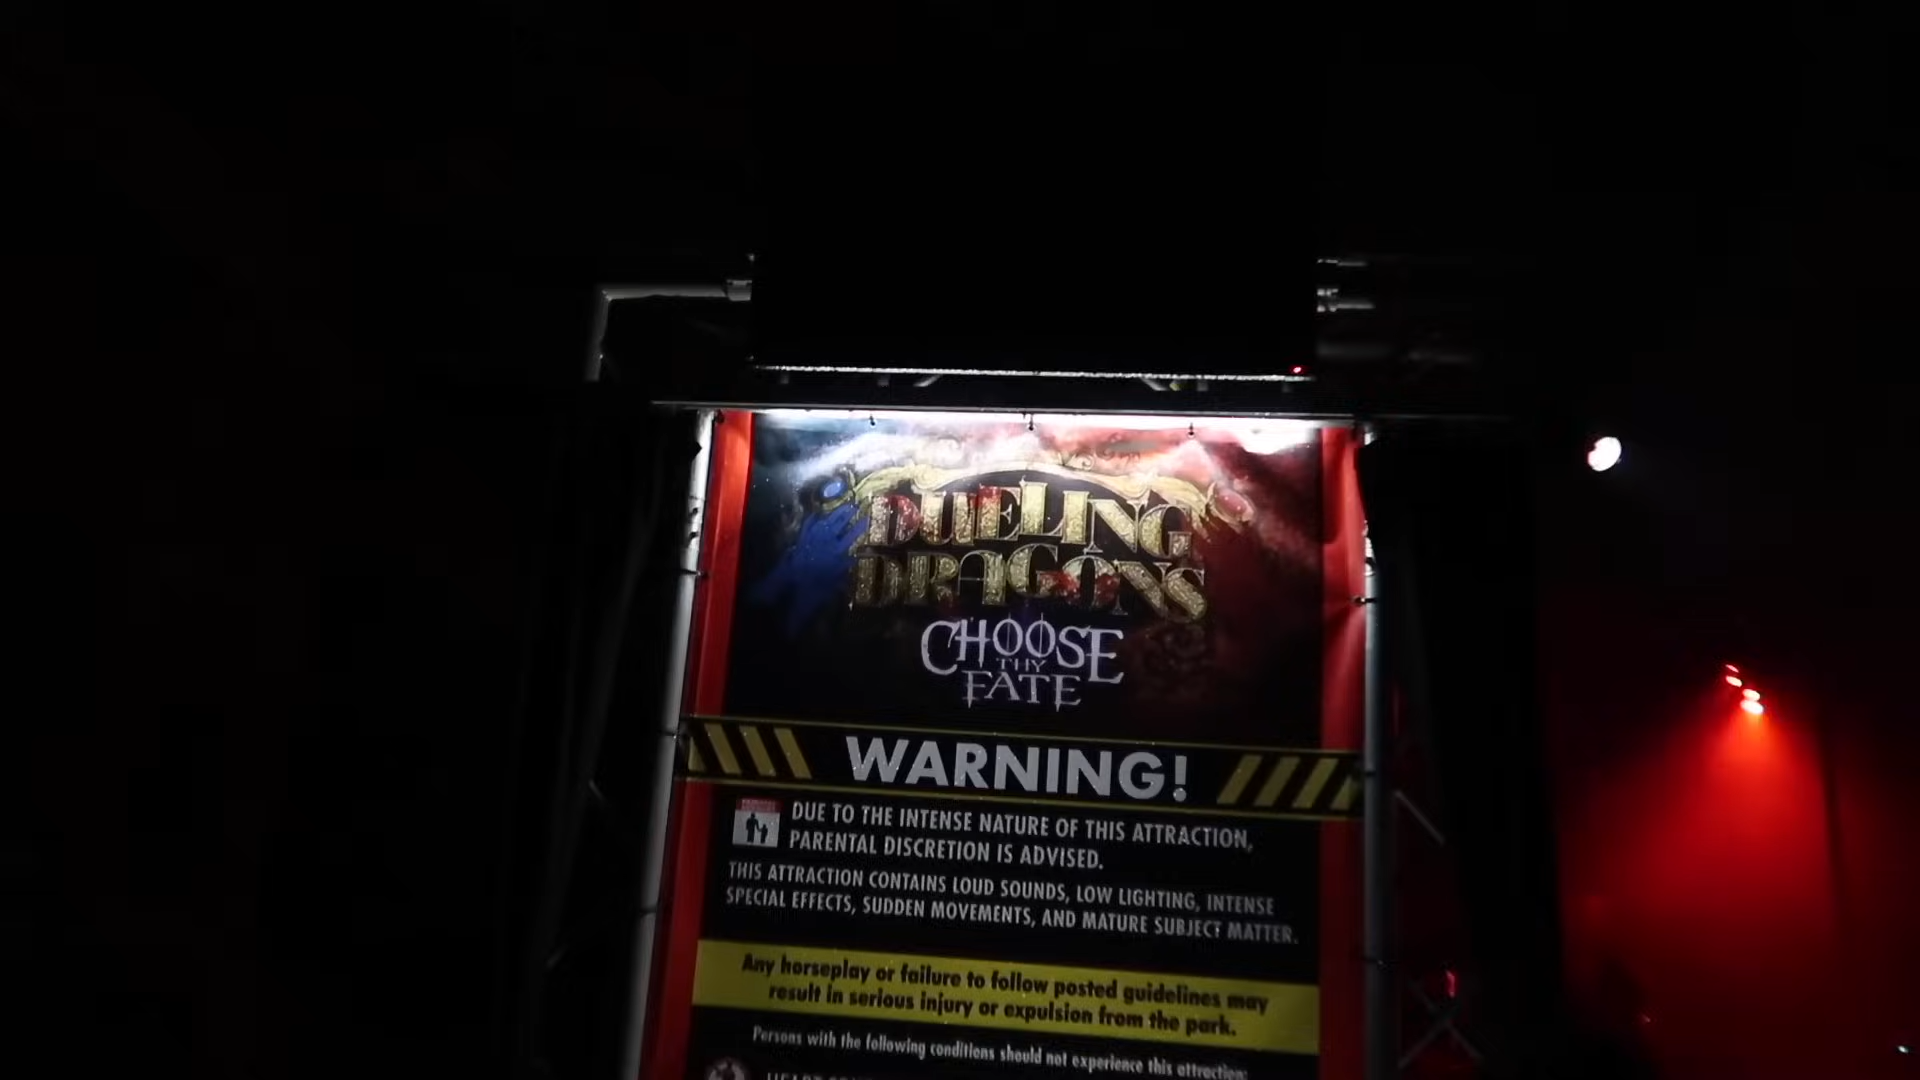 DUELING
DRAGONS
CHOOSE
THY
FATE
WARNING!
DUE TO THE INTENSE NATURE OF THIS ATTRACTION,
PARENTAL DISCRETION IS ADVISED.
THIS ATTRACTION CONTAINS LOUD SOUNDS, LOW LIGHTING, INTENSE
SPECIAL EFFECTS, SUDDEN MOVEMENTS, AND MATURE SUBJECT MATTER.
Any horseplay or failure to follow posted guidelines may
result in serious injury or expulsion from the park.
Persons with the following conditions should not experience this attraction: